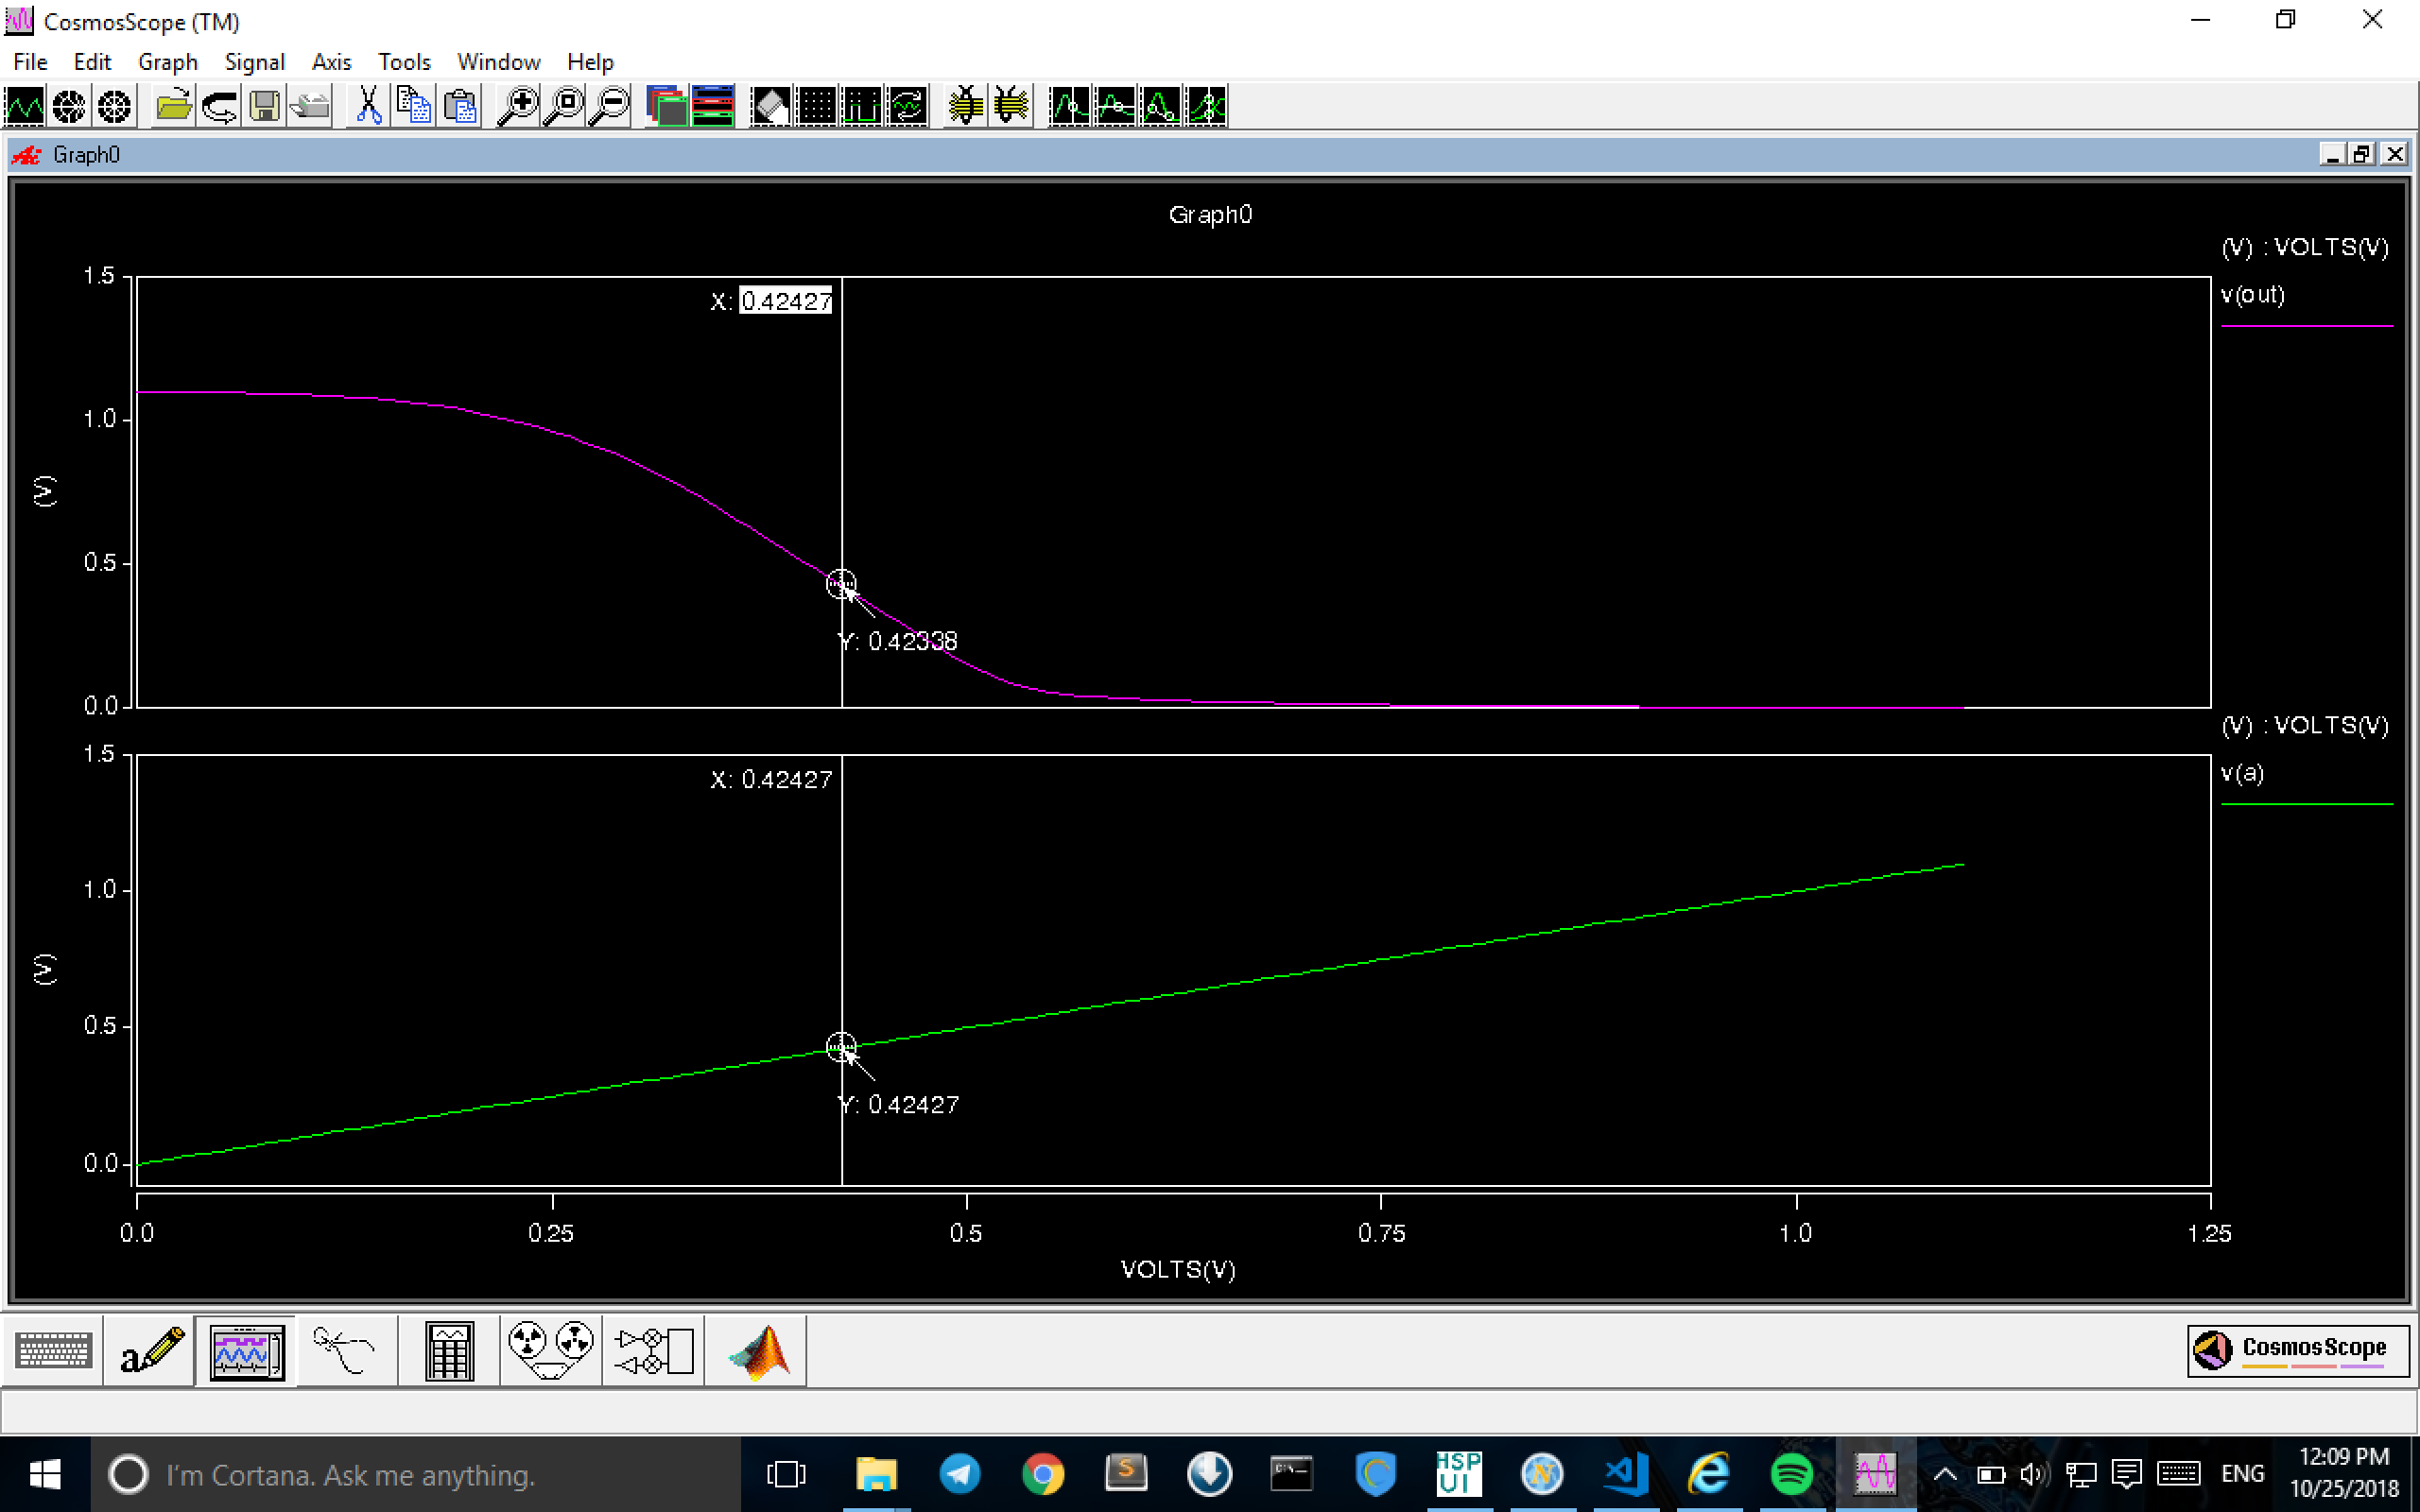 CosmosScope (TM)
File Edit Graph Signal Axis Tools Window Help
Graph0
Graph0
(V) : VOLTS(V)
v(out)
1.5
X: 0.42427
1.0
(V)
0.5
Y: 0.42338
0.0
(V) : VOLTS(V)
v(a)
1.5
X: 0.42427
1.0
(V)
0.5
Y: 0.42427
0.0
0.0 0.25 0.5 0.75 1.0 1.25
VOLTS(V)
a
CosmosScope
I'm Cortana. Ask me anything.
S
C:\
HSP
UI
N
ENG
12:09 PM
10/25/2018